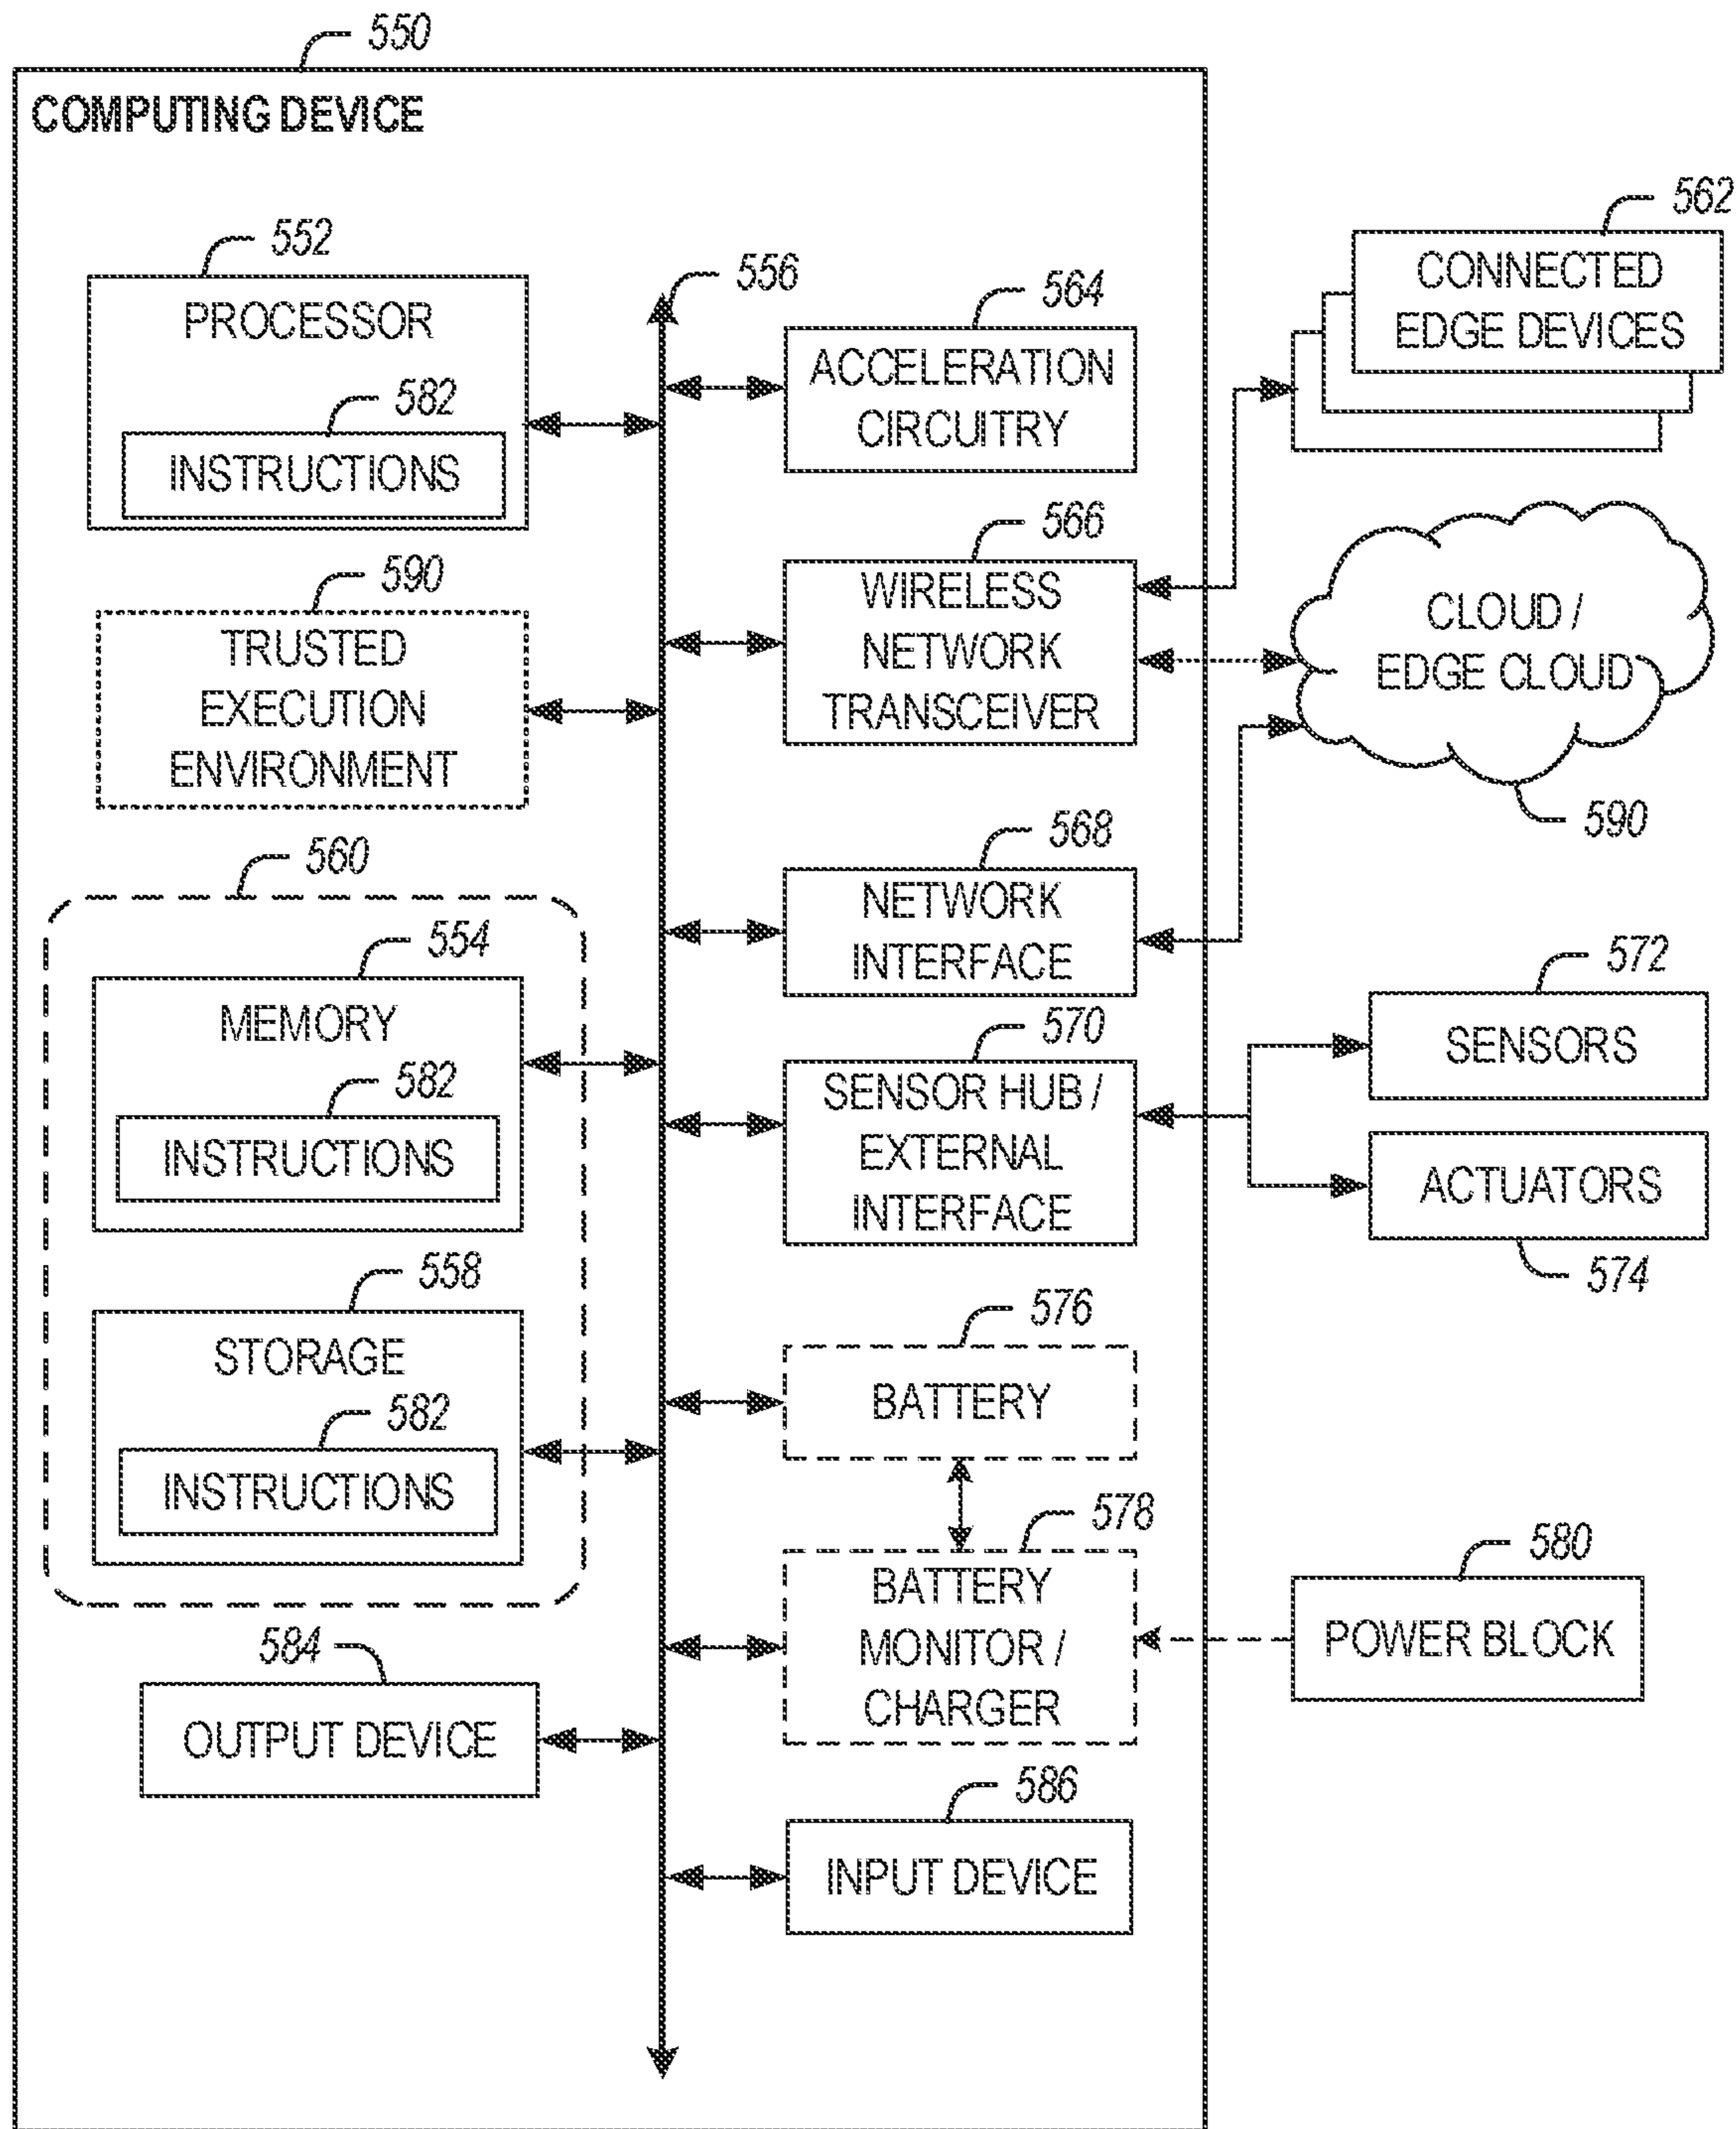 550
COMPUTING DEVICE
552
PROCESSOR
582
INSTRUCTIONS
590
TRUSTED
EXECUTION
ENVIRONMENT
560
554
MEMORY
582
INSTRUCTIONS
558
STORAGE
582
INSTRUCTIONS
584
OUTPUT DEVICE
556
564
ACCELERATION
CIRCUITRY
566
WIRELESS
NETWORK
TRANSCEIVER
568
NETWORK
INTERFACE
570
SENSOR HUB /
EXTERNAL
INTERFACE
576
BATTERY
578
BATTERY
MONITOR /
CHARGER
586
INPUT DEVICE
562
CONNECTED
EDGE DEVICES
CLOUD /
EDGE CLOUD
590
572
SENSORS
ACTUATORS
574
580
POWER BLOCK